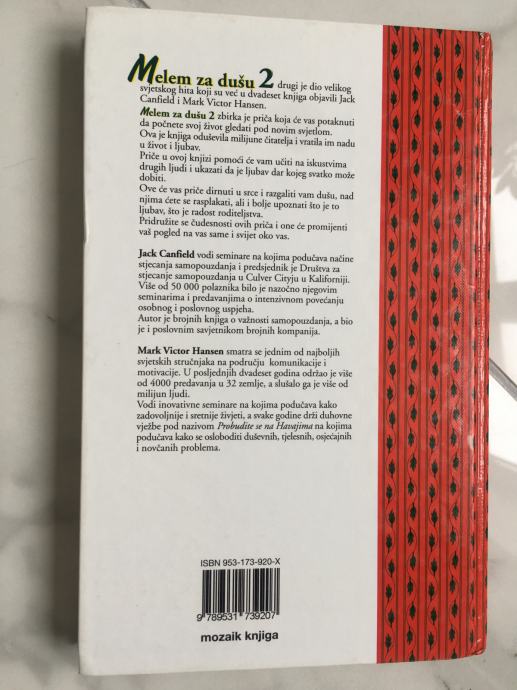 Melem za dušu 2 drugi je dio velikog
svjetskog hita koji su već u dvadeset knjiga objavili Jack
Canfield i Mark Victor Hansen.
Melem za dušu 2 zbirka je priča koja će vas potaknuti
da počnete svoj život gledati pod novim svjetlom.
Ova je knjiga oduševila milijune čitatelja i vratila im nadu
u život i ljubav.
Priče u ovoj knjizi pomoći će vam učiti na iskustvima
drugih ljudi i ukazati da je ljubav dar kojeg svatko može
dobiti.
Ove će vas priče dirnuti u srce i razgaliti vam dušu, nad
njima ćete se rasplakati, ali i bolje upoznati što je to
ljubav, što je radost roditeljstva.
Pridružite se čudesnosti ovih priča i one će promijenti
vaš pogled na vas same i svijet oko vas.
Jack Canfield vodi seminare na kojima podučava načine
stjecanja samopouzdanja i predsjednik je Društva za
stjecanje samopouzdanja u Culver Cityju u Kaliforniji.
Više od 50 000 polaznika bilo je nazočno njegovim
seminarima i predavanjima o intenzivnom povećanju
osobnog i poslovnog uspjeha.
Autor je brojnih knjiga o važnosti samopouzdanja, a bio
je i poslovnim savjetnikom brojnih kompanija.
Mark Victor Hansen smatra se jednim od najboljih
svjetskih stručnjaka na području komunikacije i
motivacije. U posljednjih dvadeset godina održao je više
od 4000 predavanja u 32 zemlje, a slušalo ga je više od
milijun ljudi.
Vodi inovativne seminare na kojima podučava kako
zadovoljnije i sretnije živjeti, a svake godine drži duhovne
vježbe pod nazivom Probudite se na Havajima na kojima
podučava kako se osloboditi duševnih, tjelesnih, osjećajnih
i novčanih problema.
ISBN 953-173-920-X
9 789531 739207
mozaik knjiga